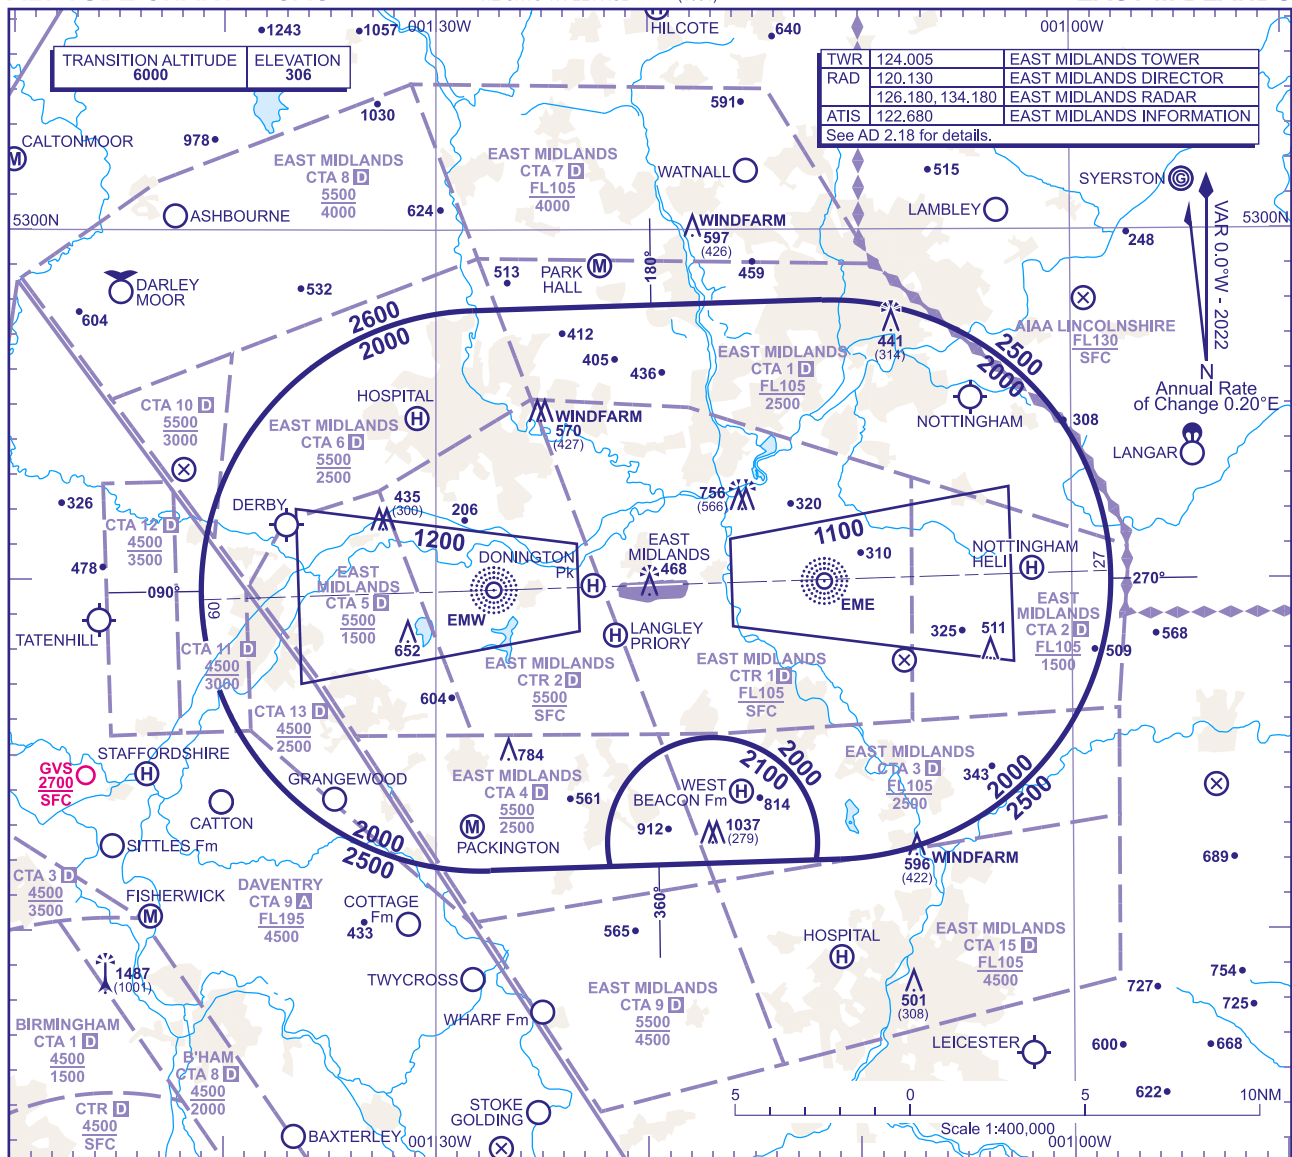 00130W
HILCOTE
00100W
1243
1057
640
TRANSITION ALTITUDE
6000
ELEVATION
306
TWR 124.005 EAST MIDLANDS TOWER
RAD 120.130 EAST MIDLANDS DIRECTOR
126.180, 134.180 EAST MIDLANDS RADAR
ATIS 122.680 EAST MIDLANDS INFORMATION
See AD 2.18 for details.
1030
591
978
CALTONMOOR
M
EAST MIDLANDS
CTA 8 D
5500
4000
EAST MIDLANDS
CTA 7 D
FL105
4000
WATNALL
515
SYERSTON
G
LAMBLEY
ASHBOURNE
624
5300N
5300N
WINDFARM
597
(426)
248
VAR 0.0°W - 2022
N
Annual Rate
of Change 0.20°E
180°
DARLEY
MOOR
532
513
PARK
HALL
M
459
604
2600
2000
412
405
436
441
(314)
2500
2000
AIAA LINCOLNSHIRE
FL130
SFC
EAST MIDLANDS
CTA 1 D
FL105
2500
CTA 10 D
5500
3000
HOSPITAL
H
EAST MIDLANDS
CTA 6 D
5500
2500
WINDFARM
570
(427)
NOTTINGHAM
308
LANGAR
326
DERBY
435
(300)
206
756
(566)
320
CTA 12 D
4500
3500
1200
1100
310
478
EAST
MIDLANDS
468
DONINGTON
Pk
H
NOTTINGHAM
HELI
H
27
270°
090°
09
EAST
MIDLANDS
CTA 5 D
5500
1500
EMW
EME
EAST
MIDLANDS
CTA 2 D
FL105
1500
TATENHILL
652
H
LANGLEY
PRIORY
325
511
568
509
CTA 11 D
4500
3000
EAST MIDLANDS
CTR 2 D
5500
SFC
EAST MIDLANDS
CTR 1 D
FL105
SFC
604
CTA 13 D
4500
2500
STAFFORDSHIRE
H
GVS
2700
SFC
784
GRANGEWOOD
EAST MIDLANDS
CTA 4 D
5500
2500
561
WEST
BEACON Fm
H
2000
2100
814
EAST MIDLANDS
CTA 3 D
FL105
2500
343
2000
2500
CATTON
912
1037
(279)
M
PACKINGTON
SITTLES Fm
2000
2500
596
(422)
WINDFARM
689
CTA 3 D
4500
3500
FISHERWICK
M
DAVENTRY
CTA 9 A
FL195
4500
COTTAGE
Fm
433
360°
565
HOSPITAL
H
EAST MIDLANDS
CTA 15 D
FL105
4500
1487
(1001)
TWYCROSS
EAST MIDLANDS
CTA 9 D
5500
4500
501
(308)
754
727
725
WHARF Fm
BIRMINGHAM
CTA 1 D
4500
1500
B'HAM
CTA 8 D
4500
2000
LEICESTER
600
668
CTR D
4500
SFC
STOKE
GOLDING
622
5 0 5 10NM
Scale 1:400,000
BAXTERLEY
00130W
00100W